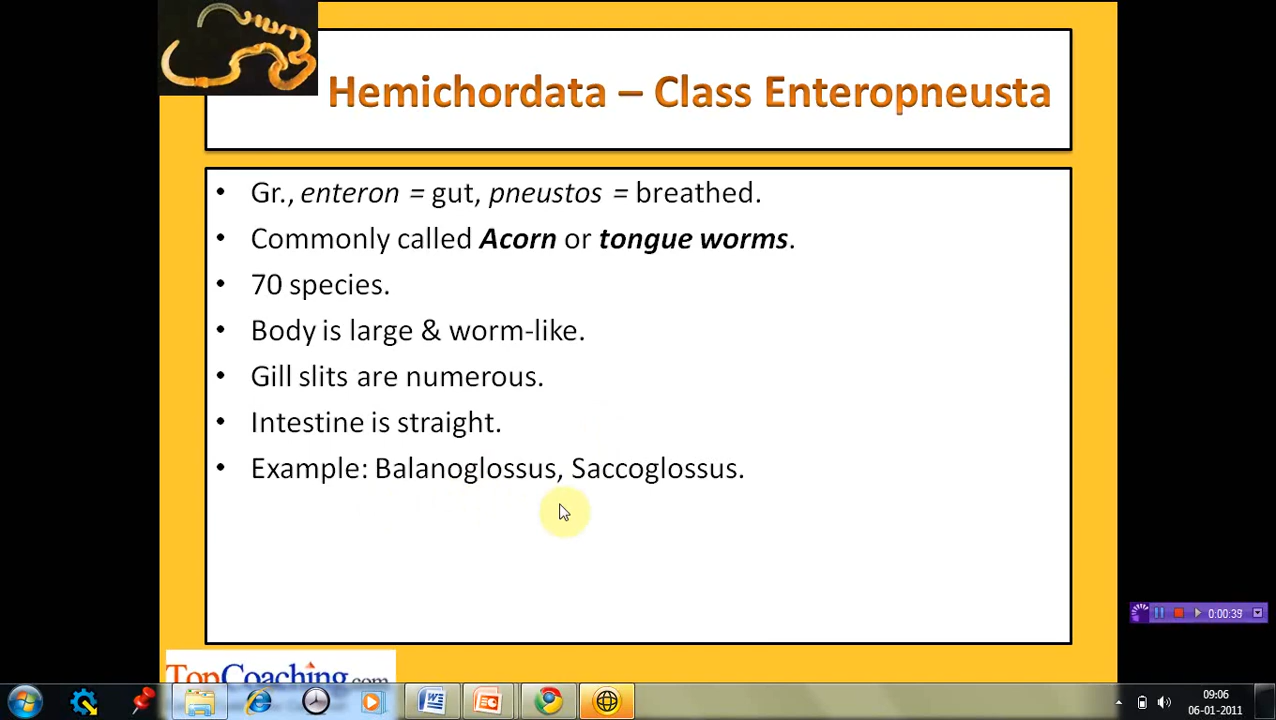 Hemichordata – Class Enteropneusta
• Gr., enteron = gut, pneustos = breathed.
• Commonly called Acorn or tongue worms.
• 70 species.
• Body is large & worm-like.
• Gill slits are numerous.
• Intestine is straight.
• Example: Balanoglossus, Saccoglossus.
0:00:39
TopCoaching.com
09:06
06-01-2011